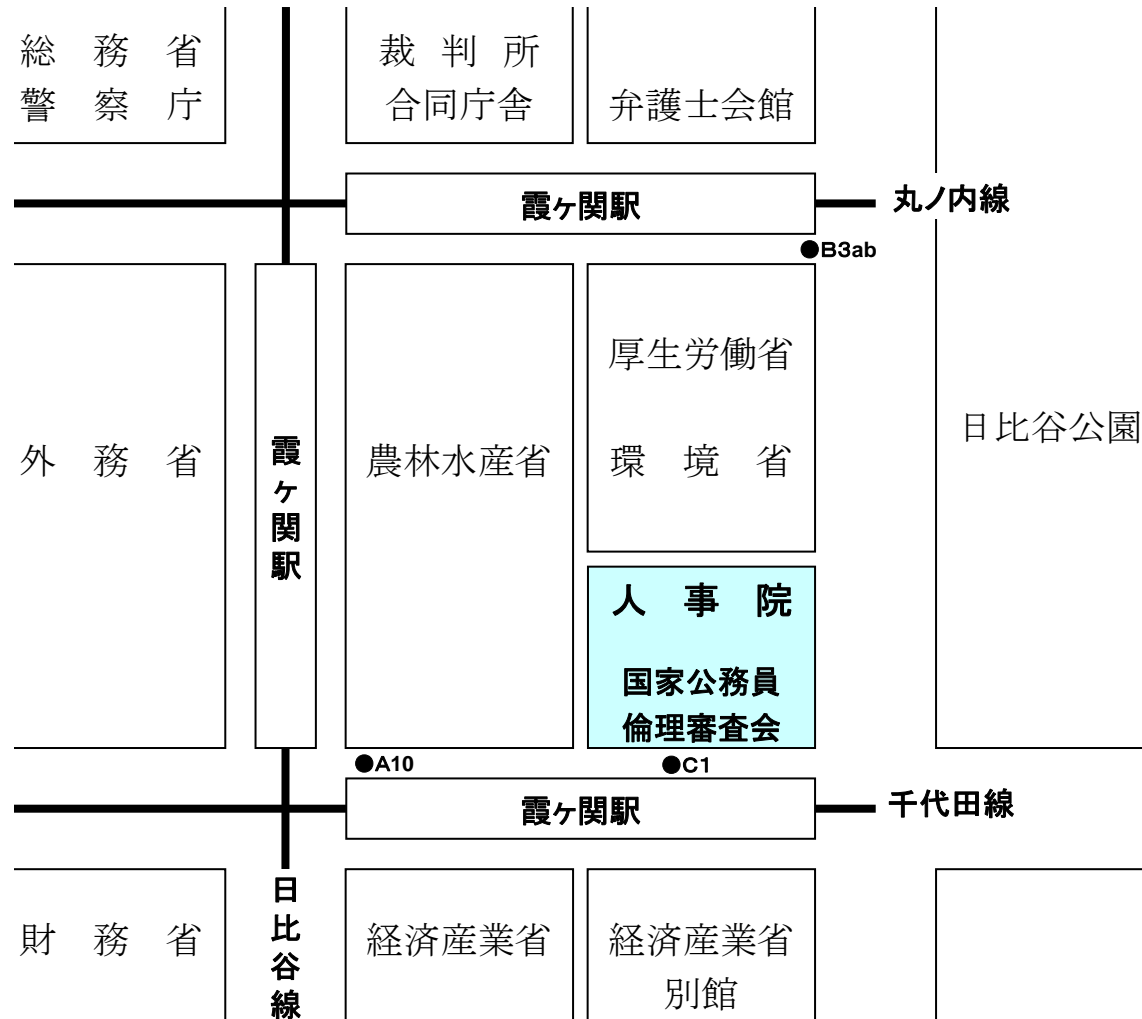 総務省
警察庁
裁判所
合同庁舎
弁護士会館
霞ヶ関駅
丸ノ内線
●B3ab
外務省
霞ヶ関駅
農林水産省
厚生労働省
環境省
日比谷公園
人事院
国家公務員
倫理審査会
●A10
●C1
霞ヶ関駅
千代田線
財務省
日比谷線
経済産業省
経済産業省
別館